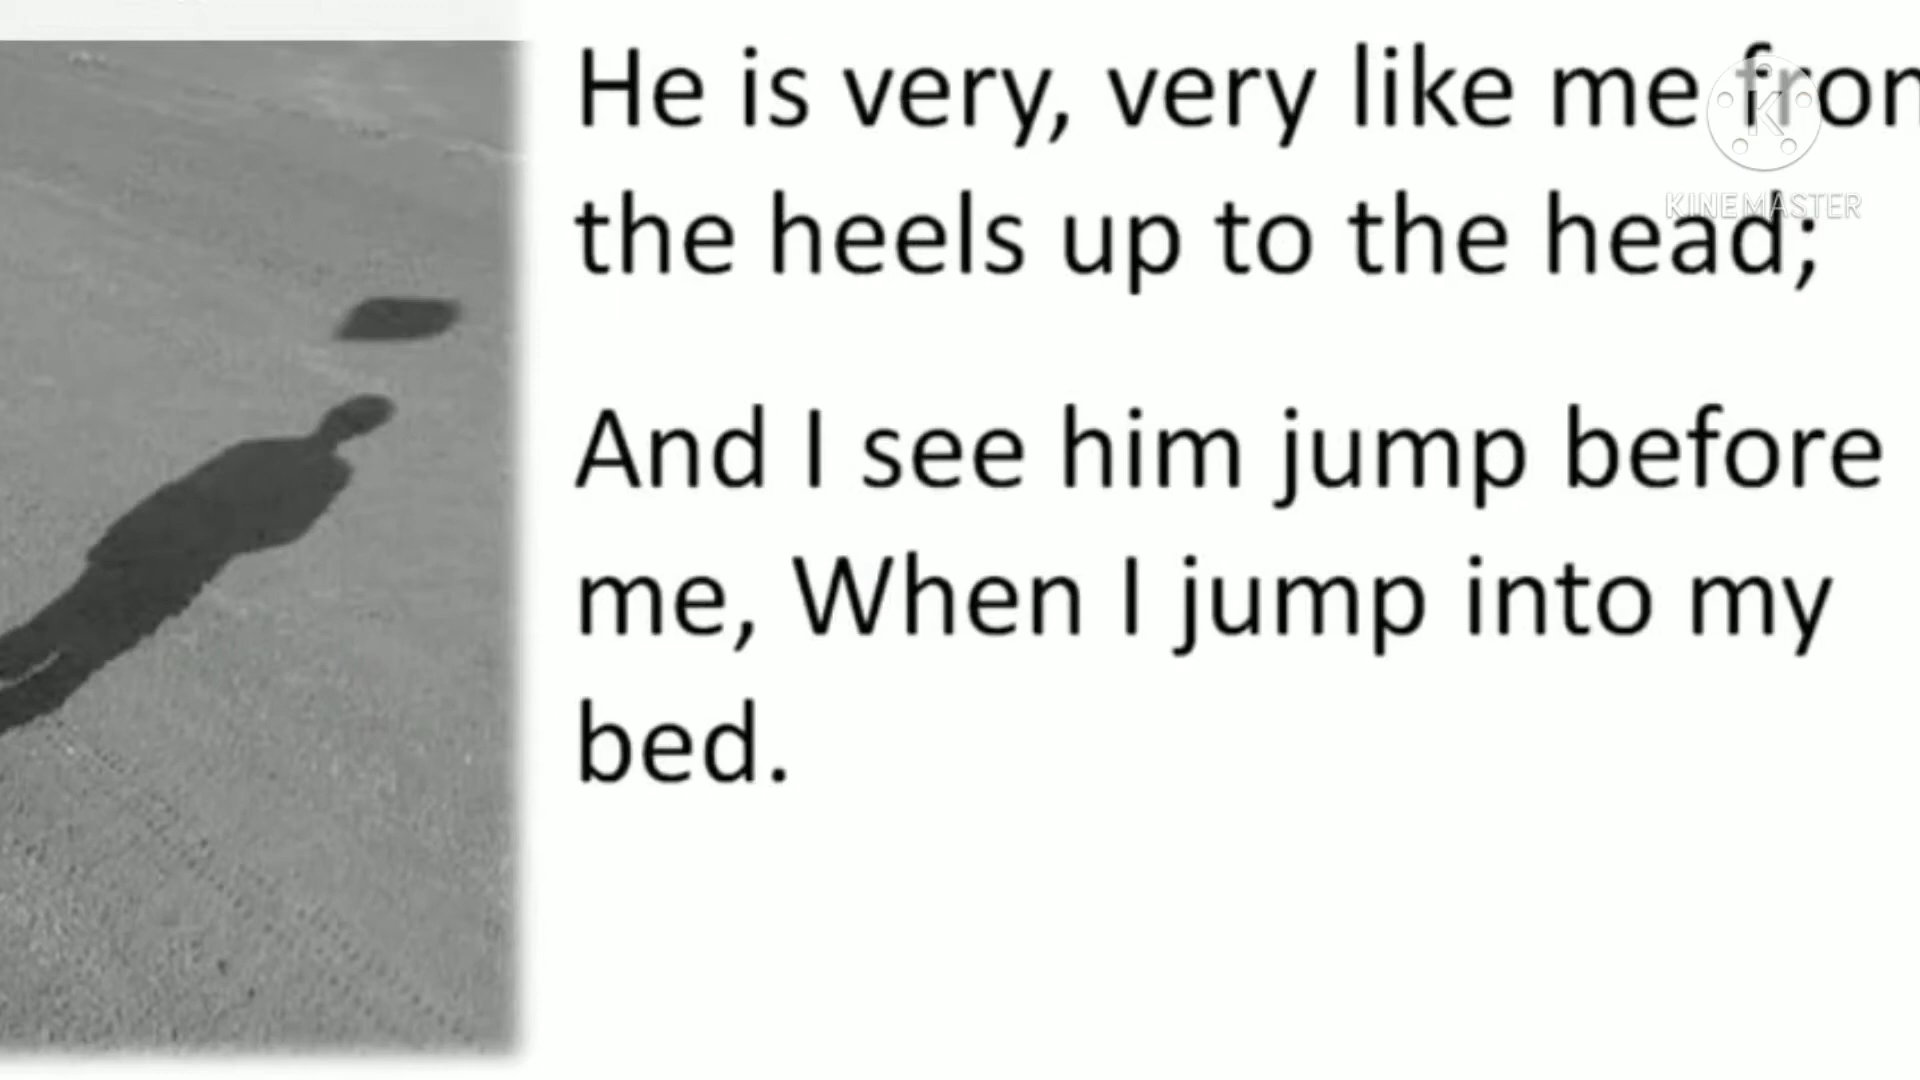 He is very, very like me from
the heels up to the head;
And I see him jump before
me, When I jump into my
bed.
KINEMASTER